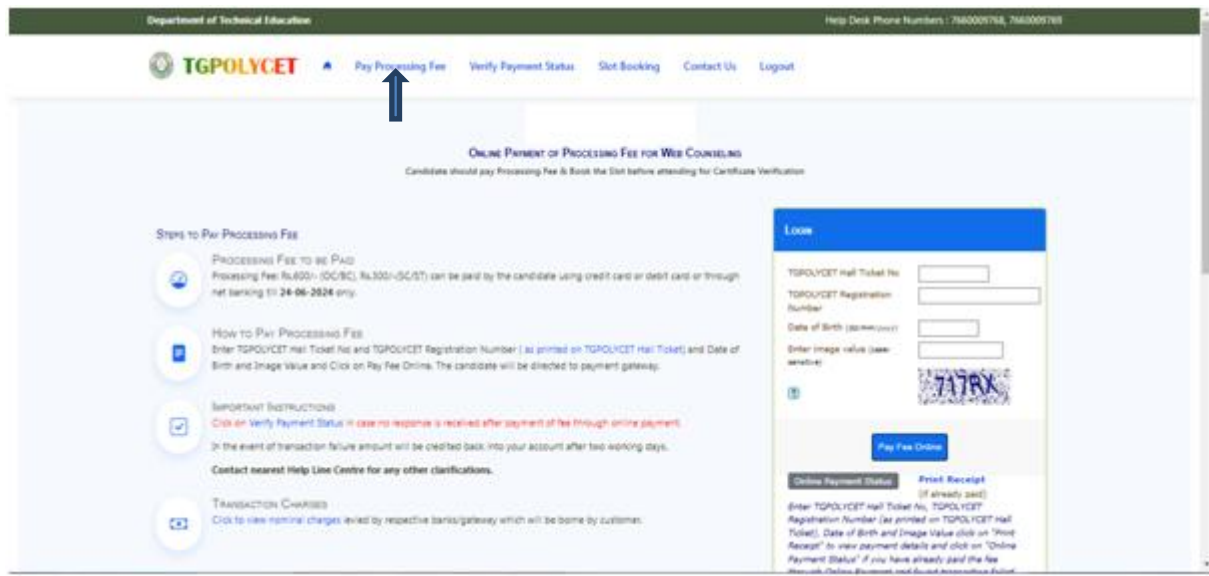 Department of Technical Education
Help Desk Phone Numbers : 7660009768, 7660009769
TGPOLYCET
Pay Processing Fee
Verify Payment Status
Slot Booking
Contact Us
Logout
Online Payment of Processing Fee for Web Counseling
Candidate should pay Processing Fee & Book the Slot before attending for Certificate Verification
Steps to Pay Processing Fee
Processing Fee to be Paid
Processing Fee: Rs.600/- (OC/BC), Rs.300/-(SC/ST) can be paid by the candidate using credit card or debit card or through
net banking till 24-06-2024 only.
How to Pay Processing Fee
Enter TGPOLYCET Hall Ticket No and TGPOLYCET Registration Number ( as printed on TGPOLYCET Hall Ticket) and Date of
Birth and Image Value and Click on Pay Fee Online. The candidate will be directed to payment gateway.
Important Instructions
Click on Verify Payment Status in case no response is received after payment of fee through online payment.
In the event of transaction failure amount will be credited back into your account after two working days.
Contact nearest Help Line Centre for any other clarifications.
Transaction Charges
Click to view nominal charges levied by respective banks/gateway which will be borne by customer.
Login
TGPOLYCET Hall Ticket No
TGPOLYCET Registration
Number
Date of Birth (dd/mm/yyyy)
Enter image value (case
sensitive)
717RX
Pay Fee Online
Online Payment Status
Print Receipt
(if already paid)
Enter TGPOLYCET Hall Ticket No, TGPOLYCET
Registration Number (as printed on TGPOLYCET Hall
Ticket), Date of Birth and Image Value click on "Print
Receipt" to view payment details and click on "Online
Payment Status" if you have already paid the fee
through Online Payment and found transaction failed